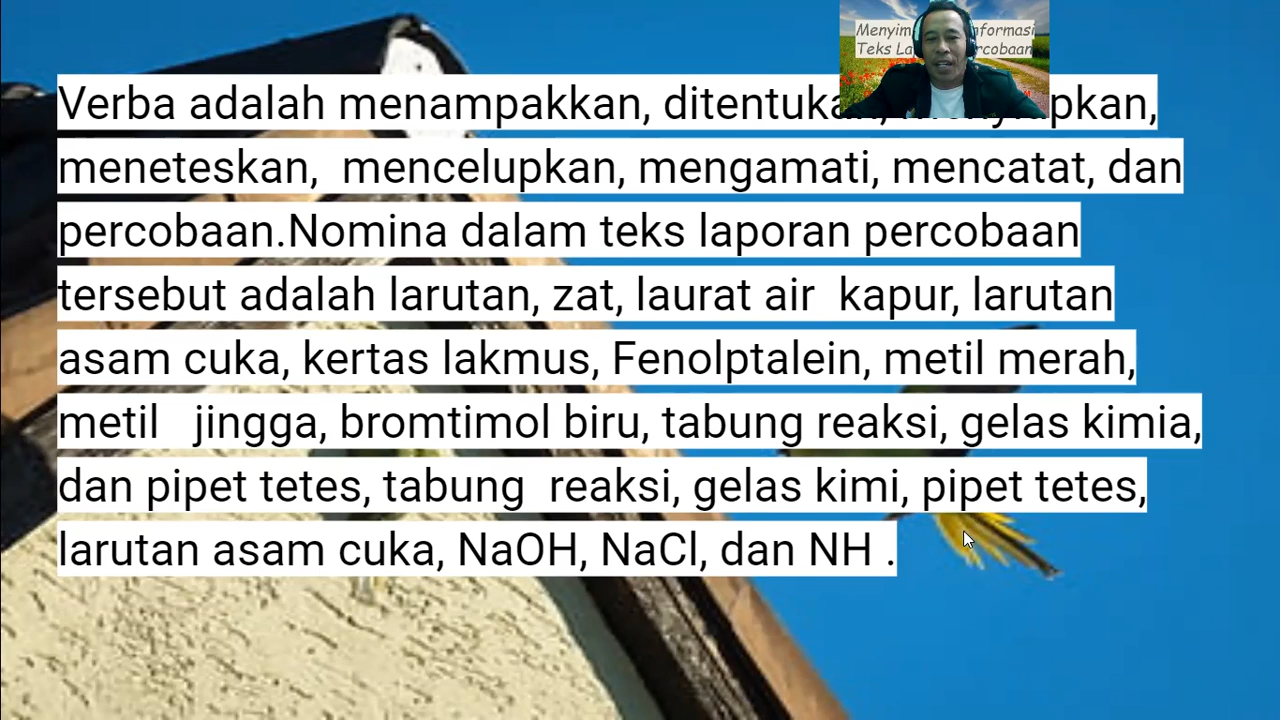 Menyim nformasi
Teks La rcobaan
Verba adalah menampakkan, ditentuka pkan,
meneteskan, mencelupkan, mengamati, mencatat, dan
percobaan.Nomina dalam teks laporan percobaan
tersebut adalah larutan, zat, laurat air kapur, larutan
asam cuka, kertas lakmus, Fenolptalein, metil merah,
metil jingga, bromtimol biru, tabung reaksi, gelas kimia,
dan pipet tetes, tabung reaksi, gelas kimi, pipet tetes,
larutan asam cuka, NaOH, NaCl, dan NH .